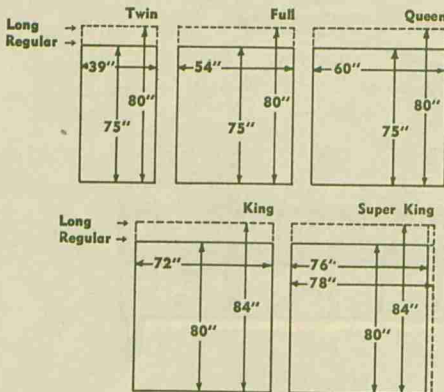 Twin Full Queen
Long →
Regular →
39" 54" 60"
80" 80" 80"
75" 75" 75"
King Super King
Long →
Regular →
72" 76"
78"
84" 84"
80" 80"